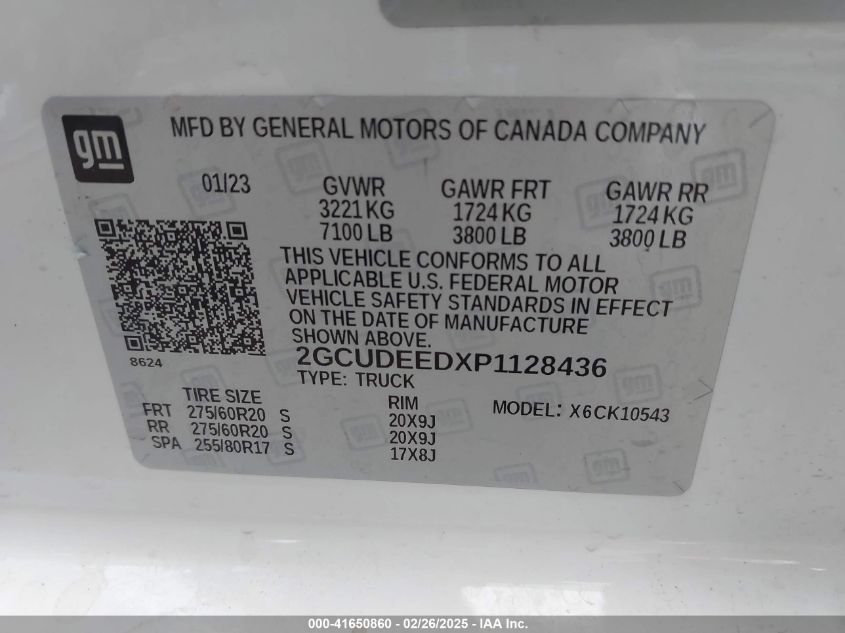 gm
MFD BY GENERAL MOTORS OF CANADA COMPANY
01/23 GVWR GAWR FRT GAWR RR
3221 KG 1724 KG 1724 KG
7100 LB 3800 LB 3800 LB
THIS VEHICLE CONFORMS TO ALL
APPLICABLE U.S. FEDERAL MOTOR
VEHICLE SAFETY STANDARDS IN EFFECT
ON THE DATE OF MANUFACTURE
SHOWN ABOVE.
8624
2GCUDEEDXP1128436
TYPE: TRUCK
TIRE SIZE RIM MODEL: X6CK10543
FRT 275/60R20 S 20X9J
RR 275/60R20 S 20X9J
SPA 255/80R17 S 17X8J
000-41650860 - 02/26/2025 - IAA Inc.